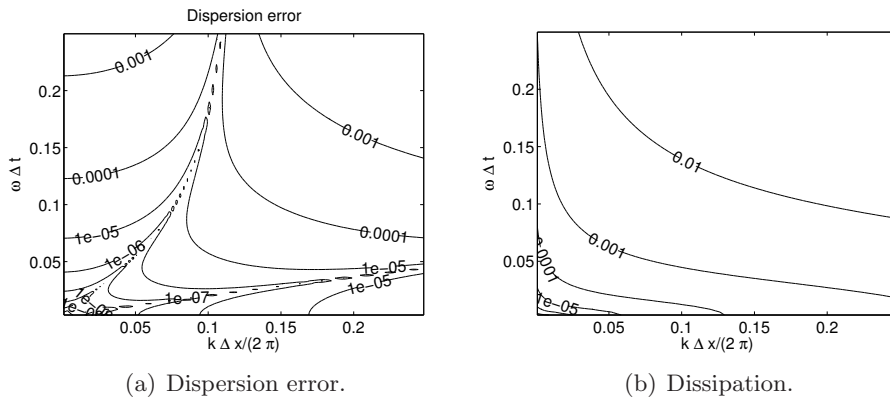 Dispersion error
0.001
0.001
0.0001
0.0001
1e-05
1e-06
1e-05
1e-05
1e-07
0.2
0.15
0.1
0.05
ω Δ t
0.05
0.1
0.15
0.2
k Δ x/(2 π)
(a) Dispersion error.
0.01
0.001
0.0001
1e-05
0.2
0.15
0.1
0.05
ω Δ t
0.05
0.1
0.15
0.2
k Δ x/(2 π)
(b) Dissipation.